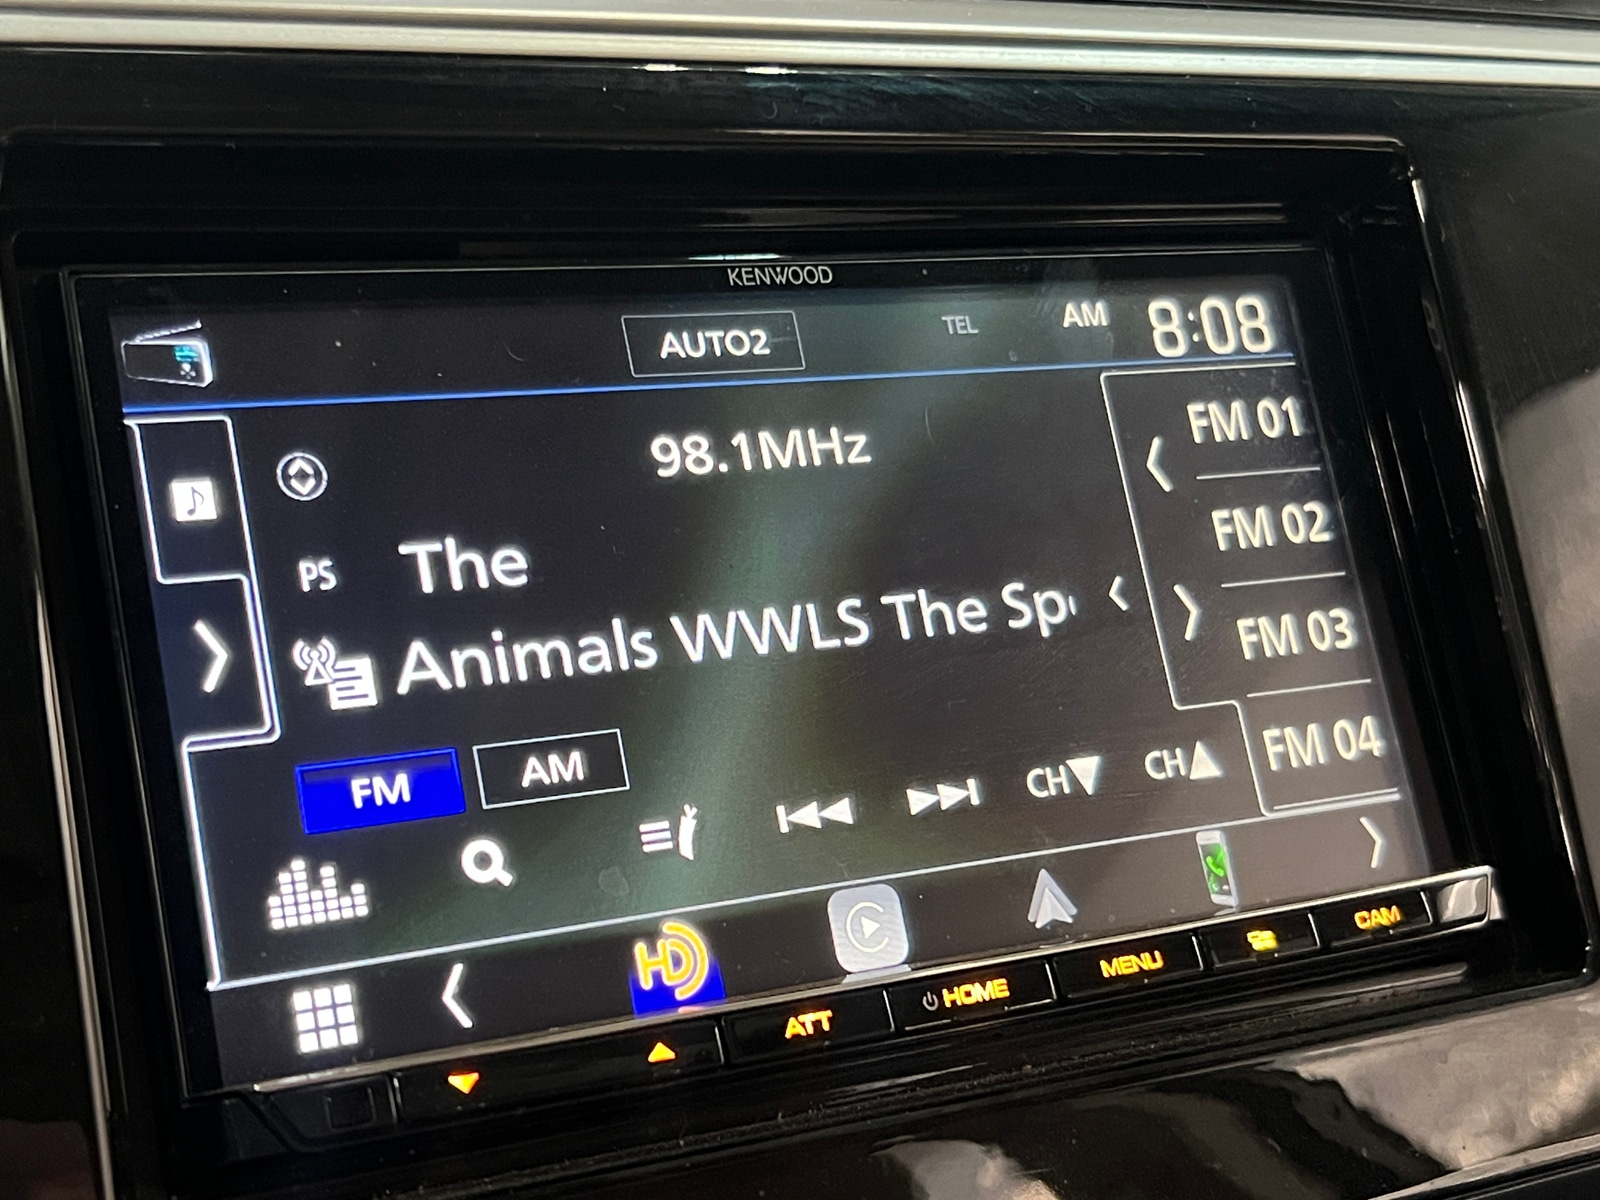 KENWOOD
AUTO2
TEL
AM 8:08
98.1MHz
FM 01
FM 02
FM 03
FM 04
PS The
Animals WWLS The
FM
AM
CH▼
CH▲
HD
ATT
HOME
MENU
CAM